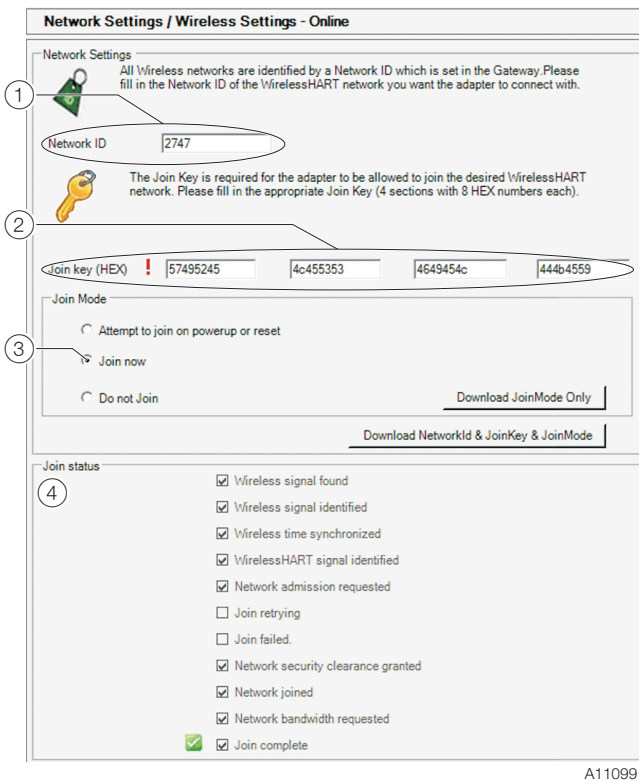 Network Settings / Wireless Settings - Online
Network Settings
All Wireless networks are identified by a Network ID which is set in the Gateway.Please
fill in the Network ID of the WirelessHART network you want the adapter to connect with.
1
Network ID 2747
The Join Key is required for the adapter to be allowed to join the desired WirelessHART
network. Please fill in the appropriate Join Key (4 sections with 8 HEX numbers each).
2
Join key (HEX) ! 57495245 4c455353 4649454c 444b4559
Join Mode
Attempt to join on powerup or reset
3
Join now
Do not Join Download JoinMode Only
Download NetworkId & JoinKey & JoinMode
Join status
4
Wireless signal found
Wireless signal identified
Wireless time synchronized
WirelessHART signal identified
Network admission requested
Join retrying
Join failed.
Network security clearance granted
Network joined
Network bandwidth requested
Join complete
A11099